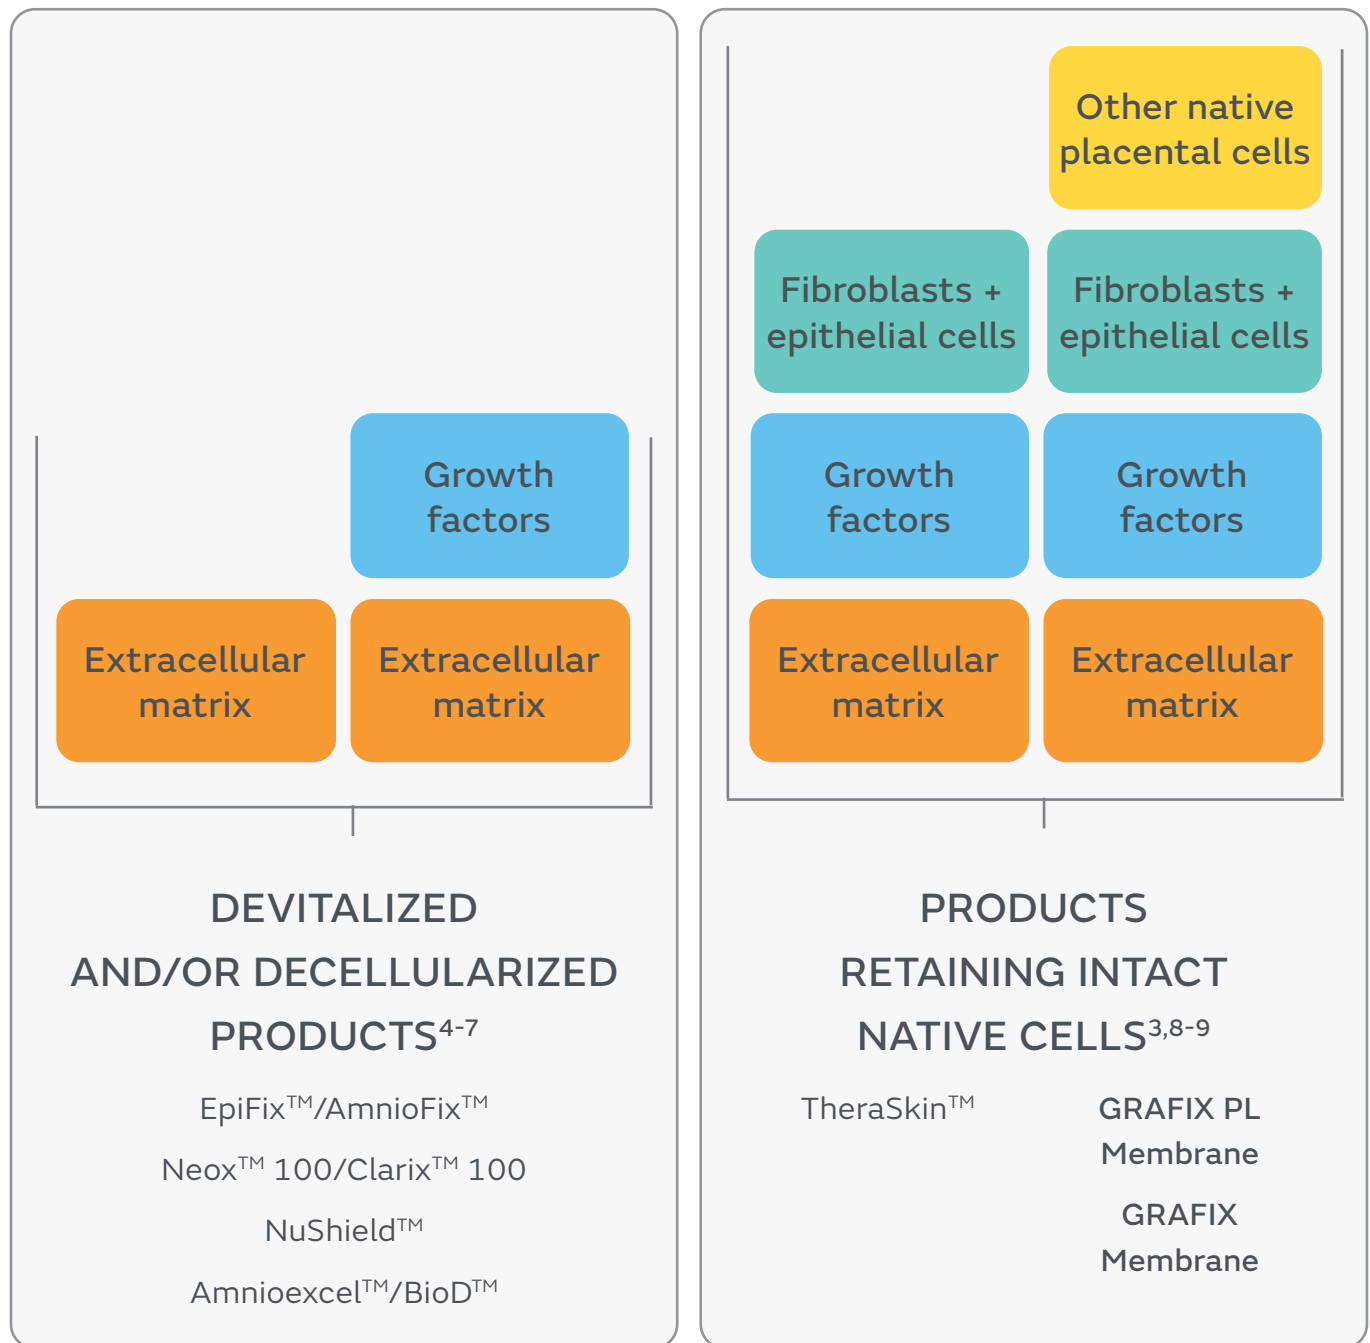 Growth
factors
Extracellular
matrix
Extracellular
matrix
DEVITALIZED
AND/OR DECELLULARIZED
PRODUCTS⁴⁻⁷
EpiFix™/AmnioFix™
Neox™ 100/Clarix™ 100
NuShield™
Amnioexcel™/BioD™
Other native
placental cells
Fibroblasts +
epithelial cells
Fibroblasts +
epithelial cells
Growth
factors
Growth
factors
Extracellular
matrix
Extracellular
matrix
PRODUCTS
RETAINING INTACT
NATIVE CELLS³,⁸⁻⁹
TheraSkin™
GRAFIX PL
Membrane
GRAFIX
Membrane